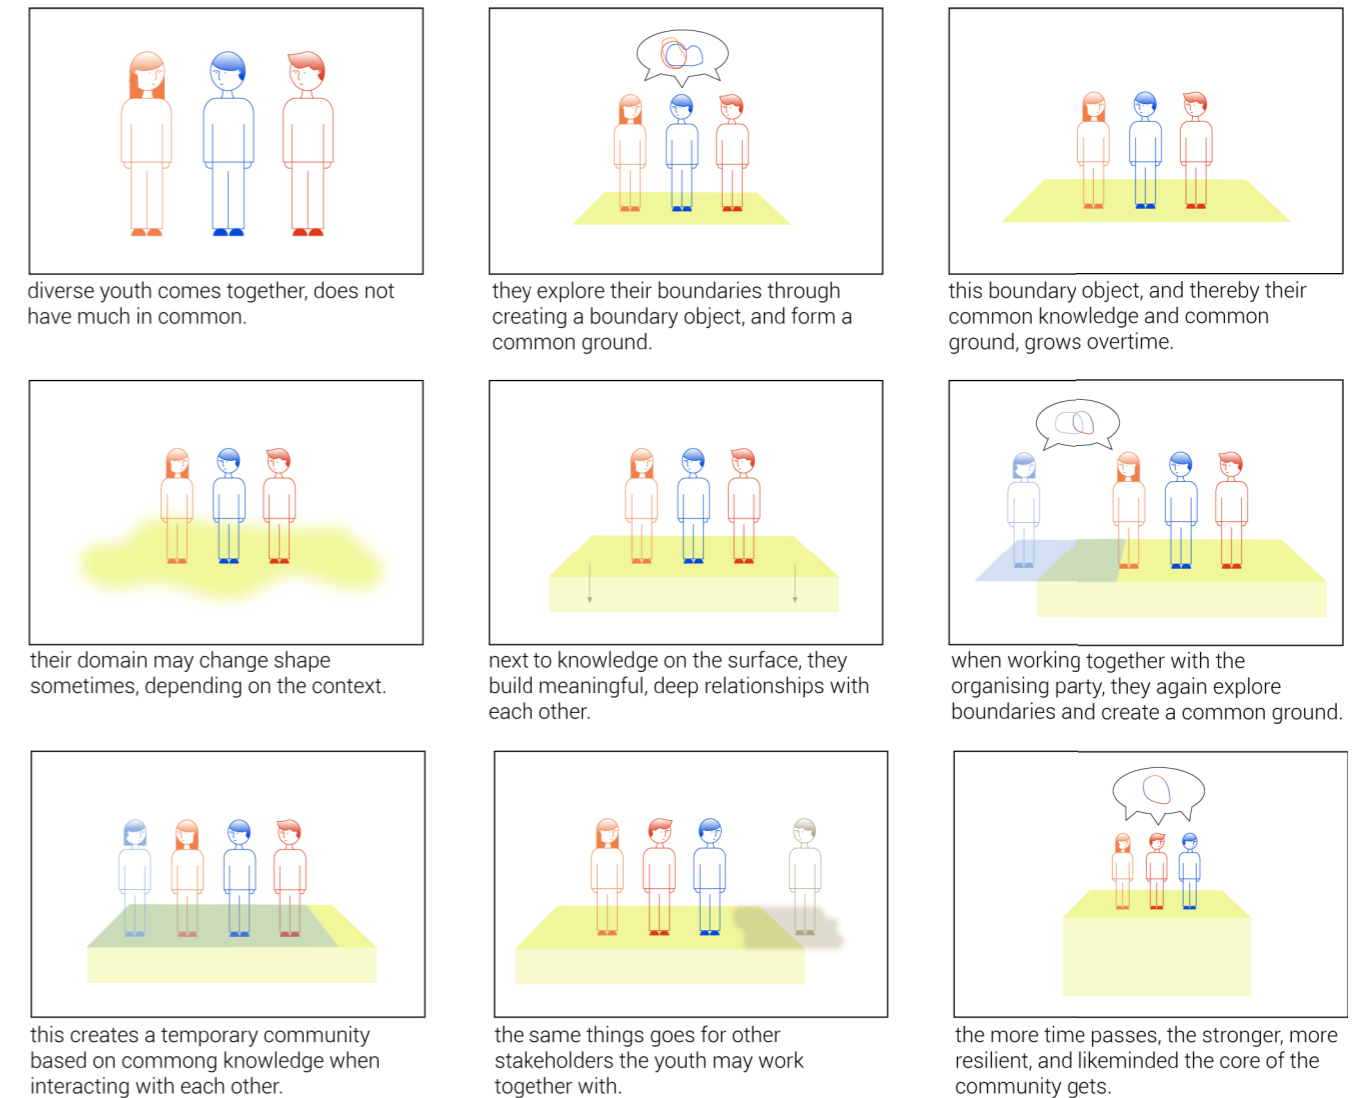 diverse youth comes together, does not
have much in common.
they explore their boundaries through
creating a boundary object, and form a
common ground.
this boundary object, and thereby their
common knowledge and common
ground, grows overtime.
their domain may change shape
sometimes, depending on the context.
next to knowledge on the surface, they
build meaningful, deep relationships with
each other.
when working together with the
organising party, they again explore
boundaries and create a common ground.
this creates a temporary community
based on commong knowledge when
interacting with each other.
the same things goes for other
stakeholders the youth may work
together with.
the more time passes, the stronger, more
resilient, and likeminded the core of the
community gets.